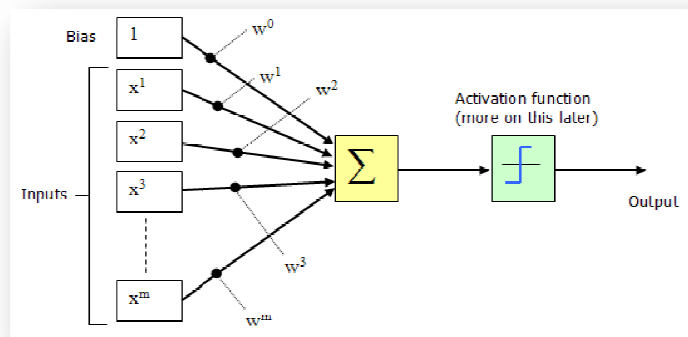 Bias 1 w⁰
x¹ w¹
w²
x²
Activation function
(more on this later)
Σ
Inputs x³
Output
w³
xᵐ
wᵐ